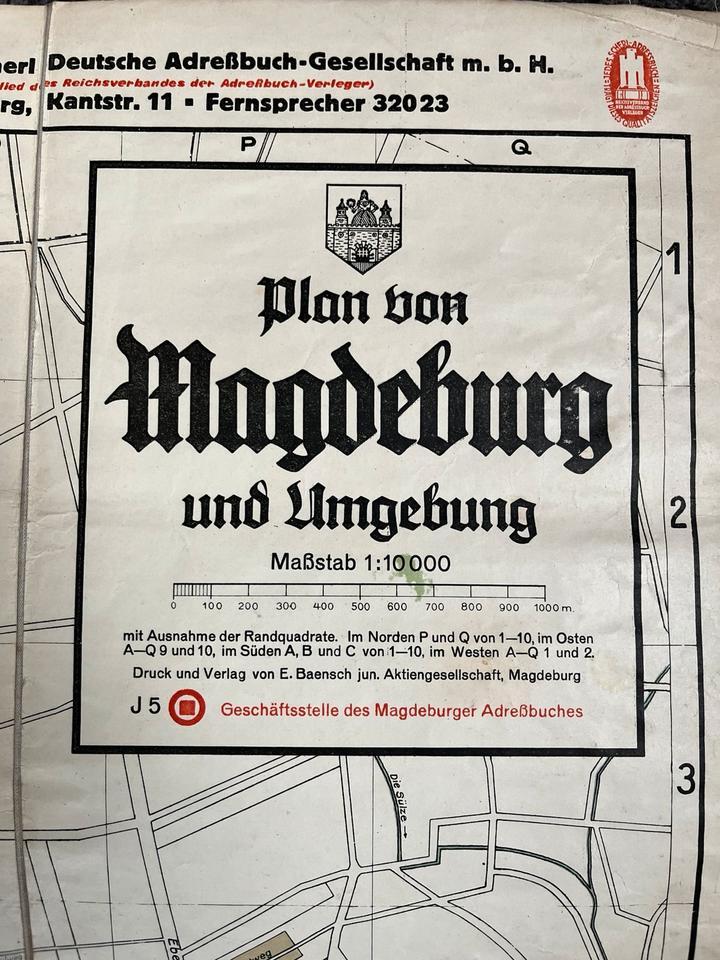 Deutsche Adreßbuch-Gesellschaft m. b. H.
des Reichsverbandes der Adreßbuch-Verleger)
Kantstr. 11 ▪ Fernsprecher 32023
P Q
1
Plan von
Magdeburg
und Umgebung
2
Maßstab 1:10000
0 100 200 300 400 500 600 700 800 900 1000 m.
mit Ausnahme der Randquadrate. Im Norden P und Q von 1—10, im Osten
A—Q 9 und 10, im Süden A, B und C von 1—10, im Westen A—Q 1 und 2.
Druck und Verlag von E. Baensch jun. Aktiengesellschaft, Magdeburg
J 5 Geschäftsstelle des Magdeburger Adreßbuches
3
Die Sülze